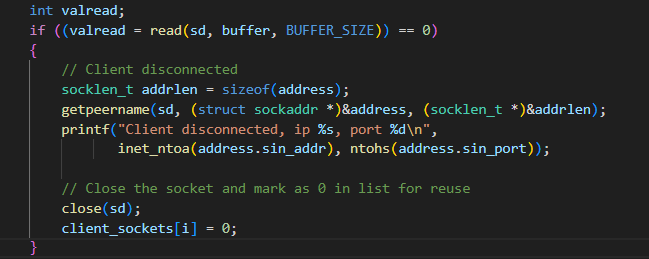 int valread;
if ((valread = read(sd, buffer, BUFFER_SIZE)) == 0)
{
// Client disconnected
socklen_t addrlen = sizeof(address);
getpeername(sd, (struct sockaddr *)&address, (socklen_t *)&addrlen);
printf("Client disconnected, ip %s, port %d\n",
inet_ntoa(address.sin_addr), ntohs(address.sin_port));
// Close the socket and mark as 0 in list for reuse
close(sd);
client_sockets[i] = 0;
}